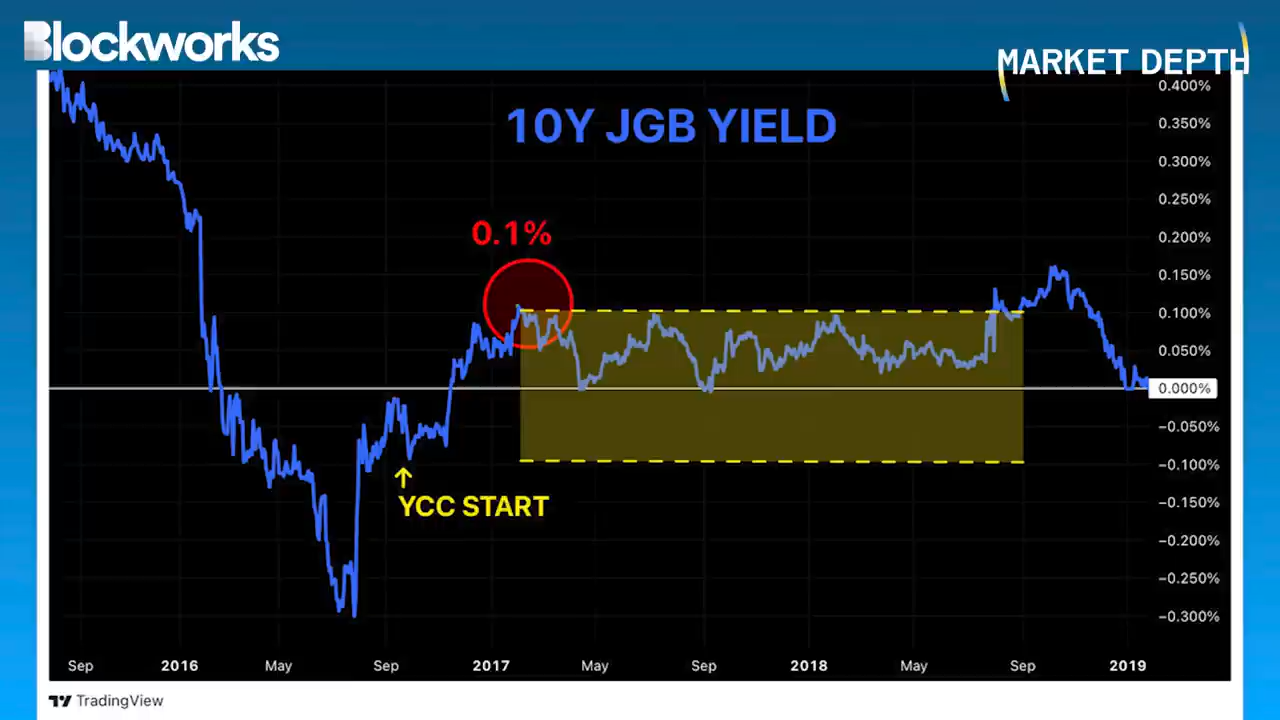 Blockworks
MARKET DEPTH
10Y JGB YIELD
0.1%
YCC START
0.400%
0.350%
0.300%
0.250%
0.200%
0.150%
0.100%
0.050%
0.000%
−0.050%
−0.100%
−0.150%
−0.200%
−0.250%
−0.300%
Sep 2016 May Sep 2017 May Sep 2018 May Sep 2019
TradingView